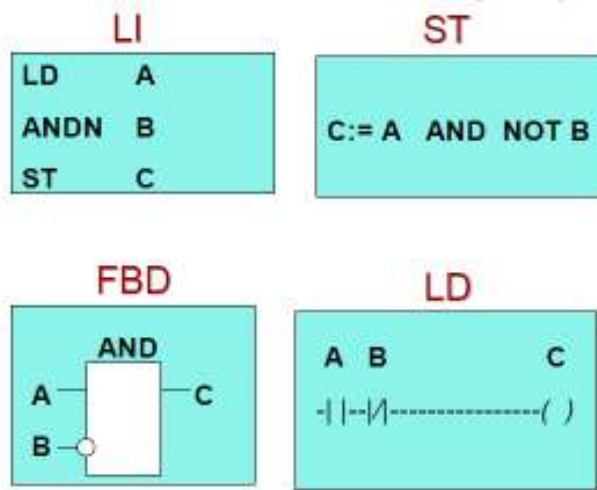 LI
LD A
ANDN B
ST C
ST
C:= A AND NOT B
FBD
AND
A C
B
LD
A B C
-| |--|/|----------------( )